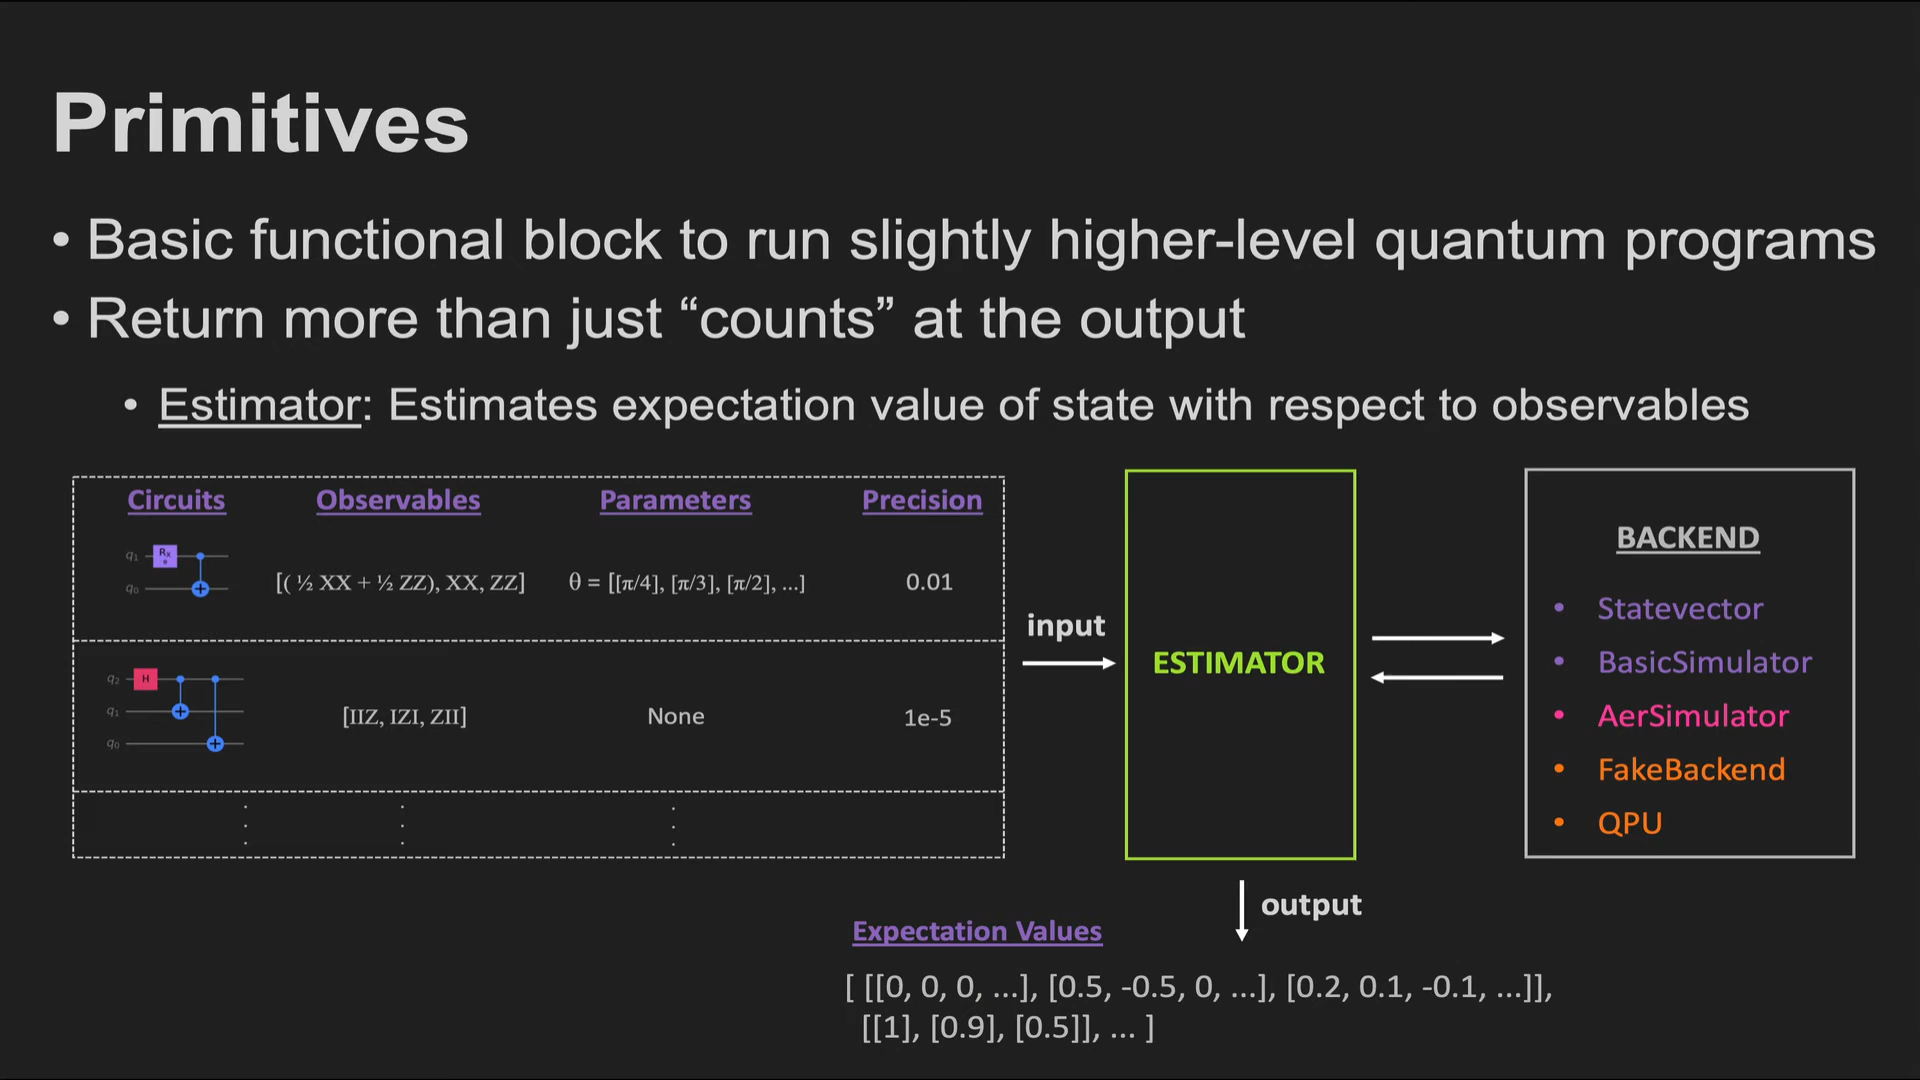 Primitives
• Basic functional block to run slightly higher-level quantum programs
• Return more than just “counts” at the output
• Estimator: Estimates expectation value of state with respect to observables
Circuits Observables Parameters Precision
q₁ Rx
q₀
[( ½ XX + ½ ZZ), XX, ZZ] θ = [[π/4], [π/3], [π/2], ...] 0.01
q₂ H
q₁
q₀
[IIZ, IZI, ZII] None 1e-5
input
ESTIMATOR
BACKEND
• Statevector
• BasicSimulator
• AerSimulator
• FakeBackend
• QPU
output
Expectation Values
[ [[0, 0, 0, ...], [0.5, -0.5, 0, ...], [0.2, 0.1, -0.1, ...]],
[[1], [0.9], [0.5]], ... ]